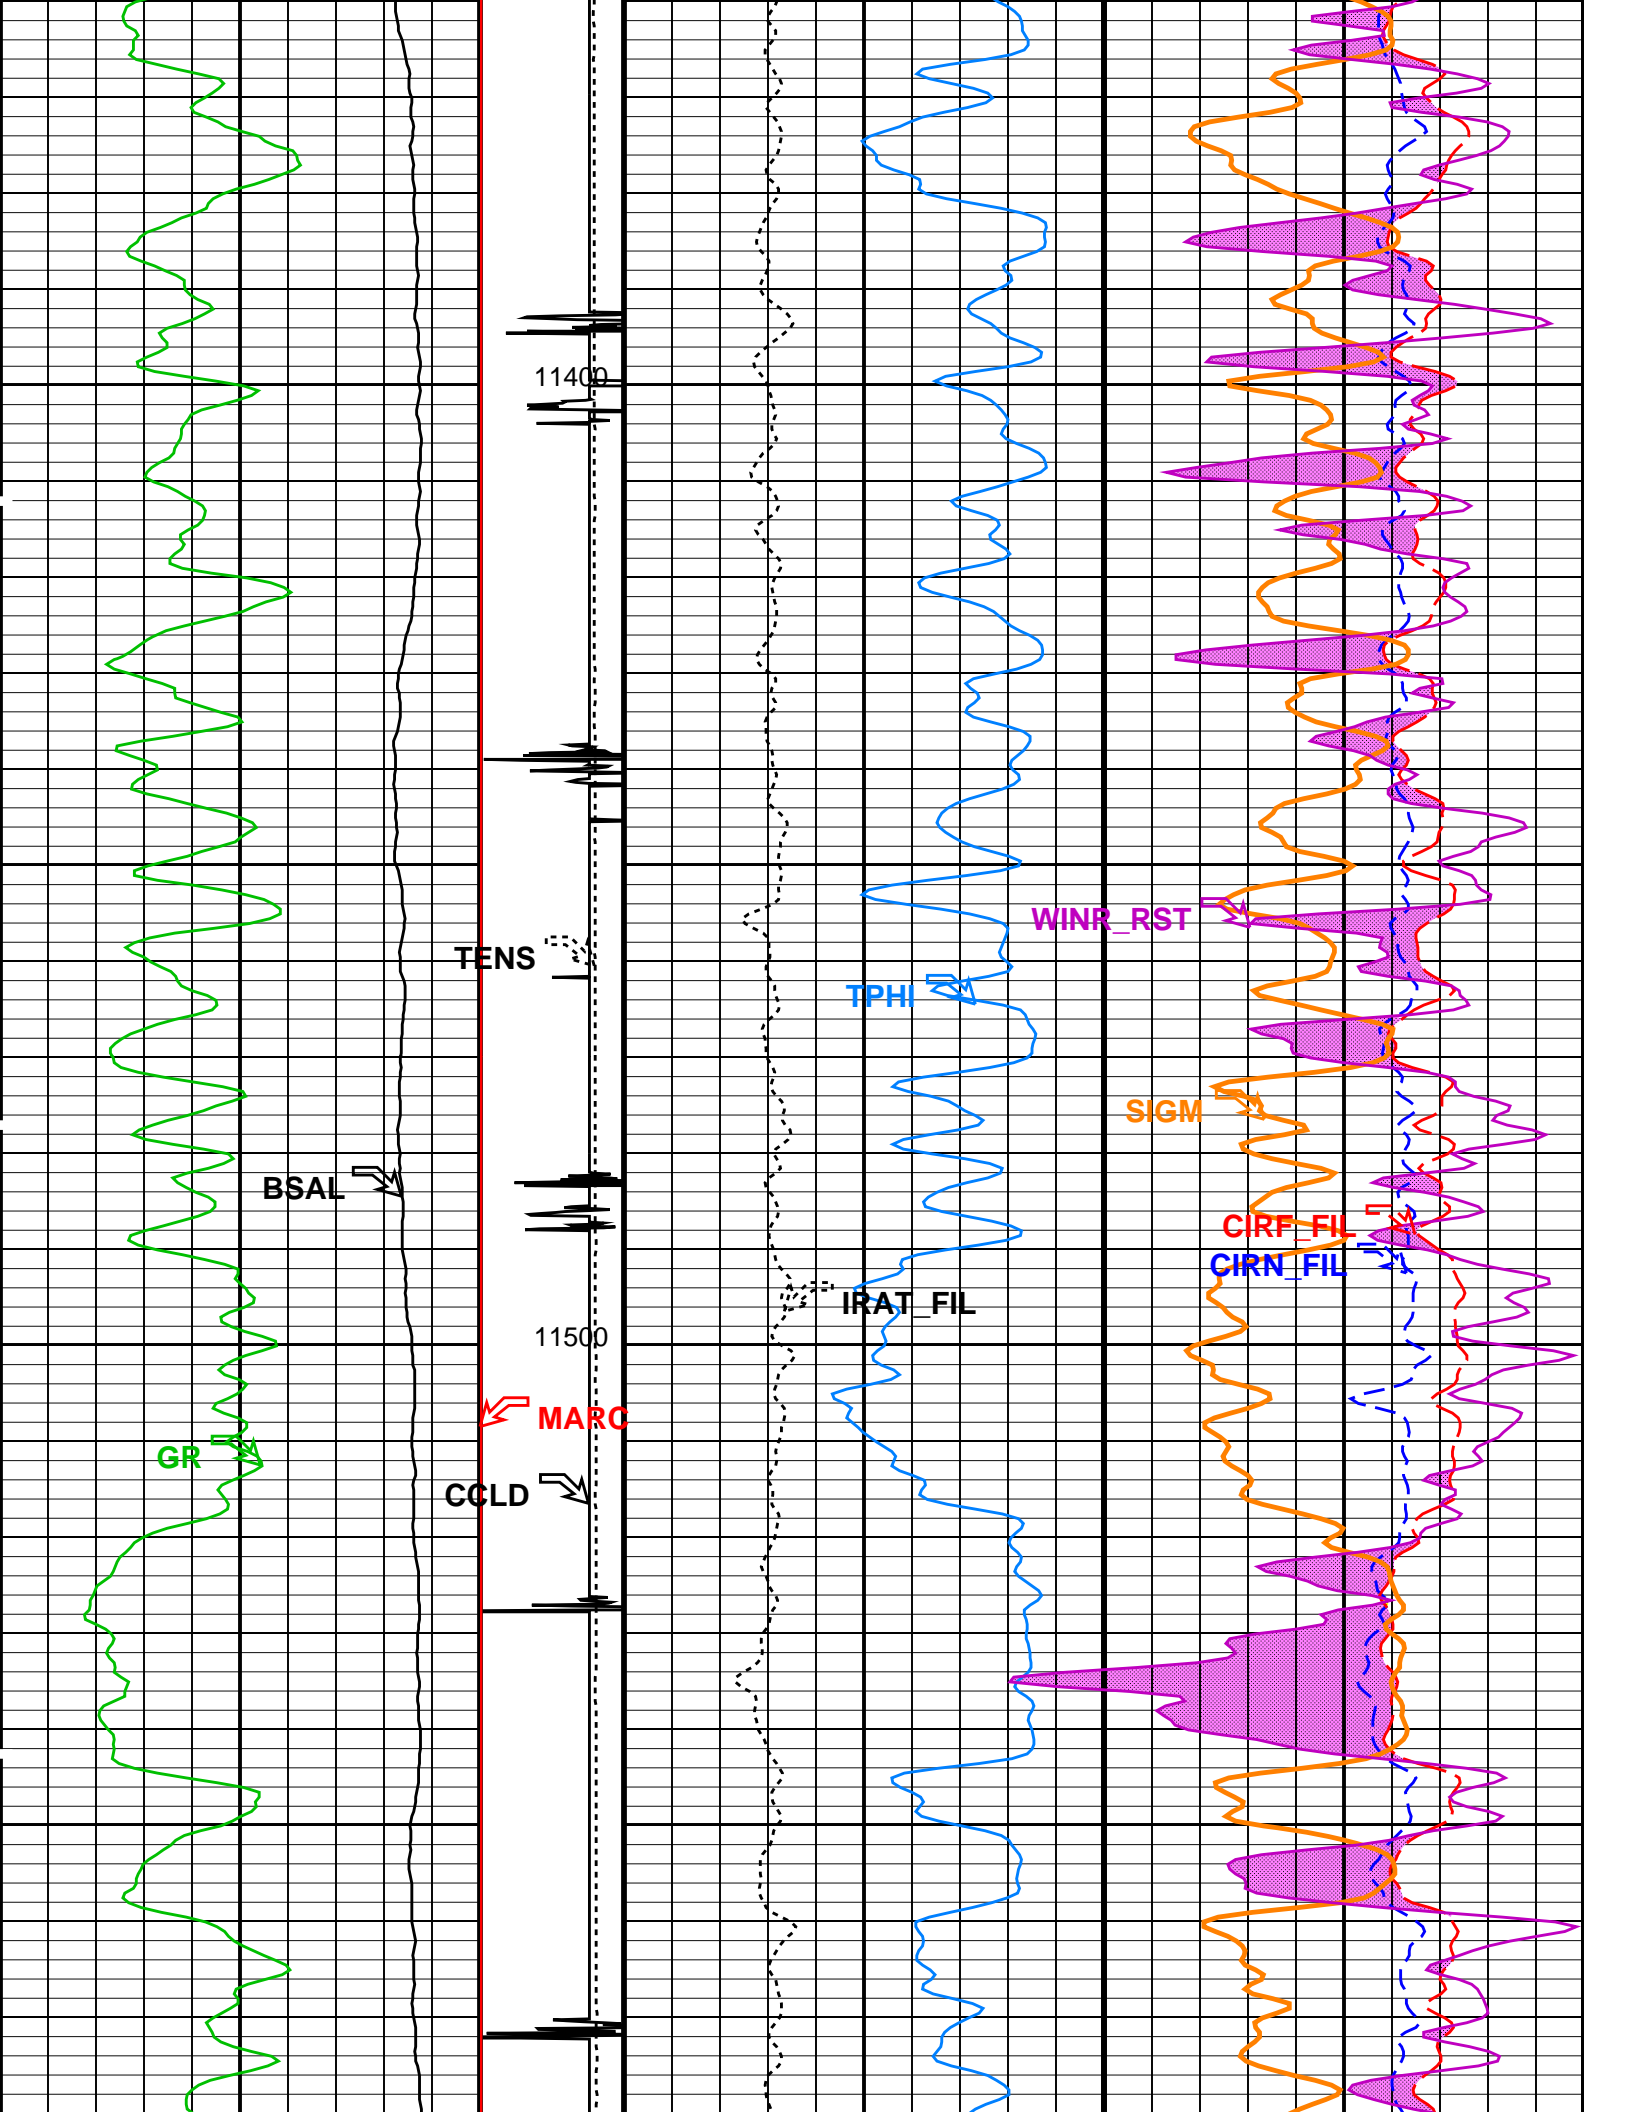 11400
WINR_RST
TENS
TPHI
SIGM
BSAL
CIRF_FIL
CIRN_FIL
IRAT_FIL
11500
MARC
GR
CCLD